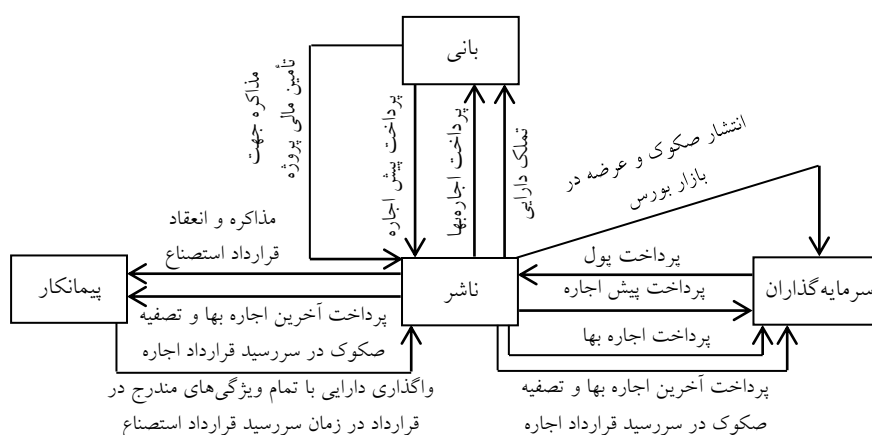 بانی
مذاکره جهت
تأمین مالی پروژه
پرداخت پیش اجاره
پرداخت اجاره‌بها
تملک دارایی
انتشار صکوک و عرضه در
بازار بورس
مذاکره و انعقاد
قرارداد استصناع
پیمانکار
ناشر
سرمایه‌گذاران
پرداخت پول
پرداخت پیش اجاره
پرداخت اجاره بها
پرداخت آخرین اجاره بها و تصفیه
صکوک در سررسید قرارداد اجاره
واگذاری دارایی با تمام ویژگی‌های مندرج در
قرارداد در زمان سررسید قرارداد استصناع
پرداخت آخرین اجاره بها و تصفیه
صکوک در سررسید قرارداد اجاره